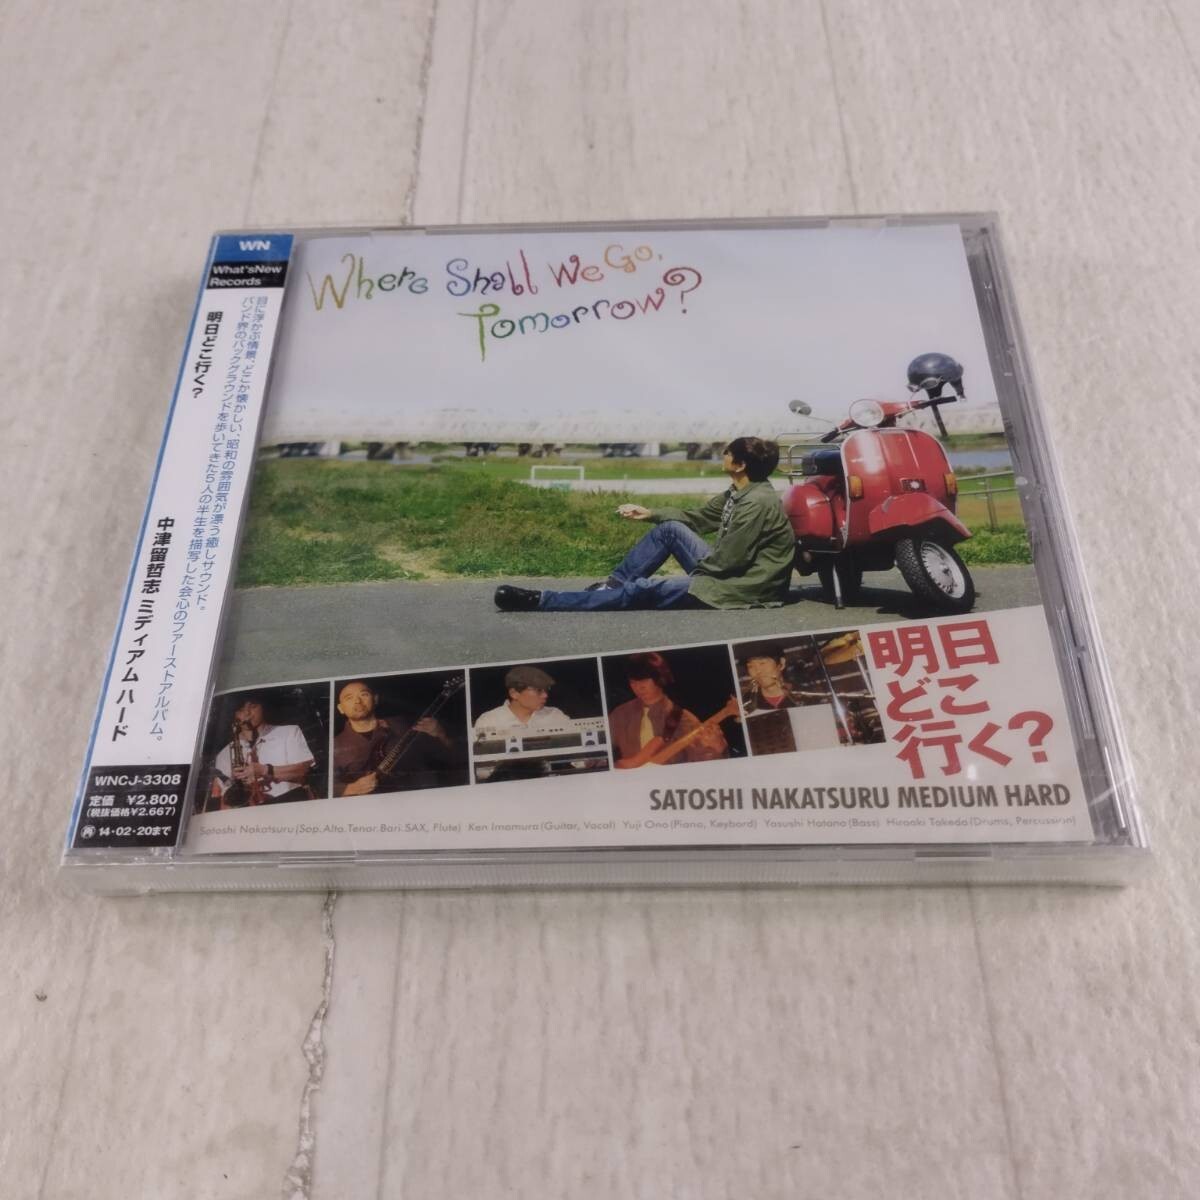 WN
What'sNew
Records
明日どこ行く?
中津留哲志 ミディアム ハード
目に浮かぶ情景、どこか懐かしい、昭和の雰囲気が漂う癒しサウンド。
バンド界のバックグラウンドを歩いてきた5人の半生を描写した会心のファーストアルバム。
WNCJ-3308
定価 ¥2.800
(税抜価格¥2.667)
再 14・02・20まで
Where Shall We Go,
Tomorrow?
明日
どこ
行く?
SATOSHI NAKATSURU MEDIUM HARD
Satoshi Nakatsuru(Sop.Alto.Tenor.Bari.SAX, Flute) Ken Imamura(Guitar, Vocal) Yuji Ono(Piano, Keybord) Yasushi Hatano(Bass) Hiroaki Takeda(Drums, Percussion)